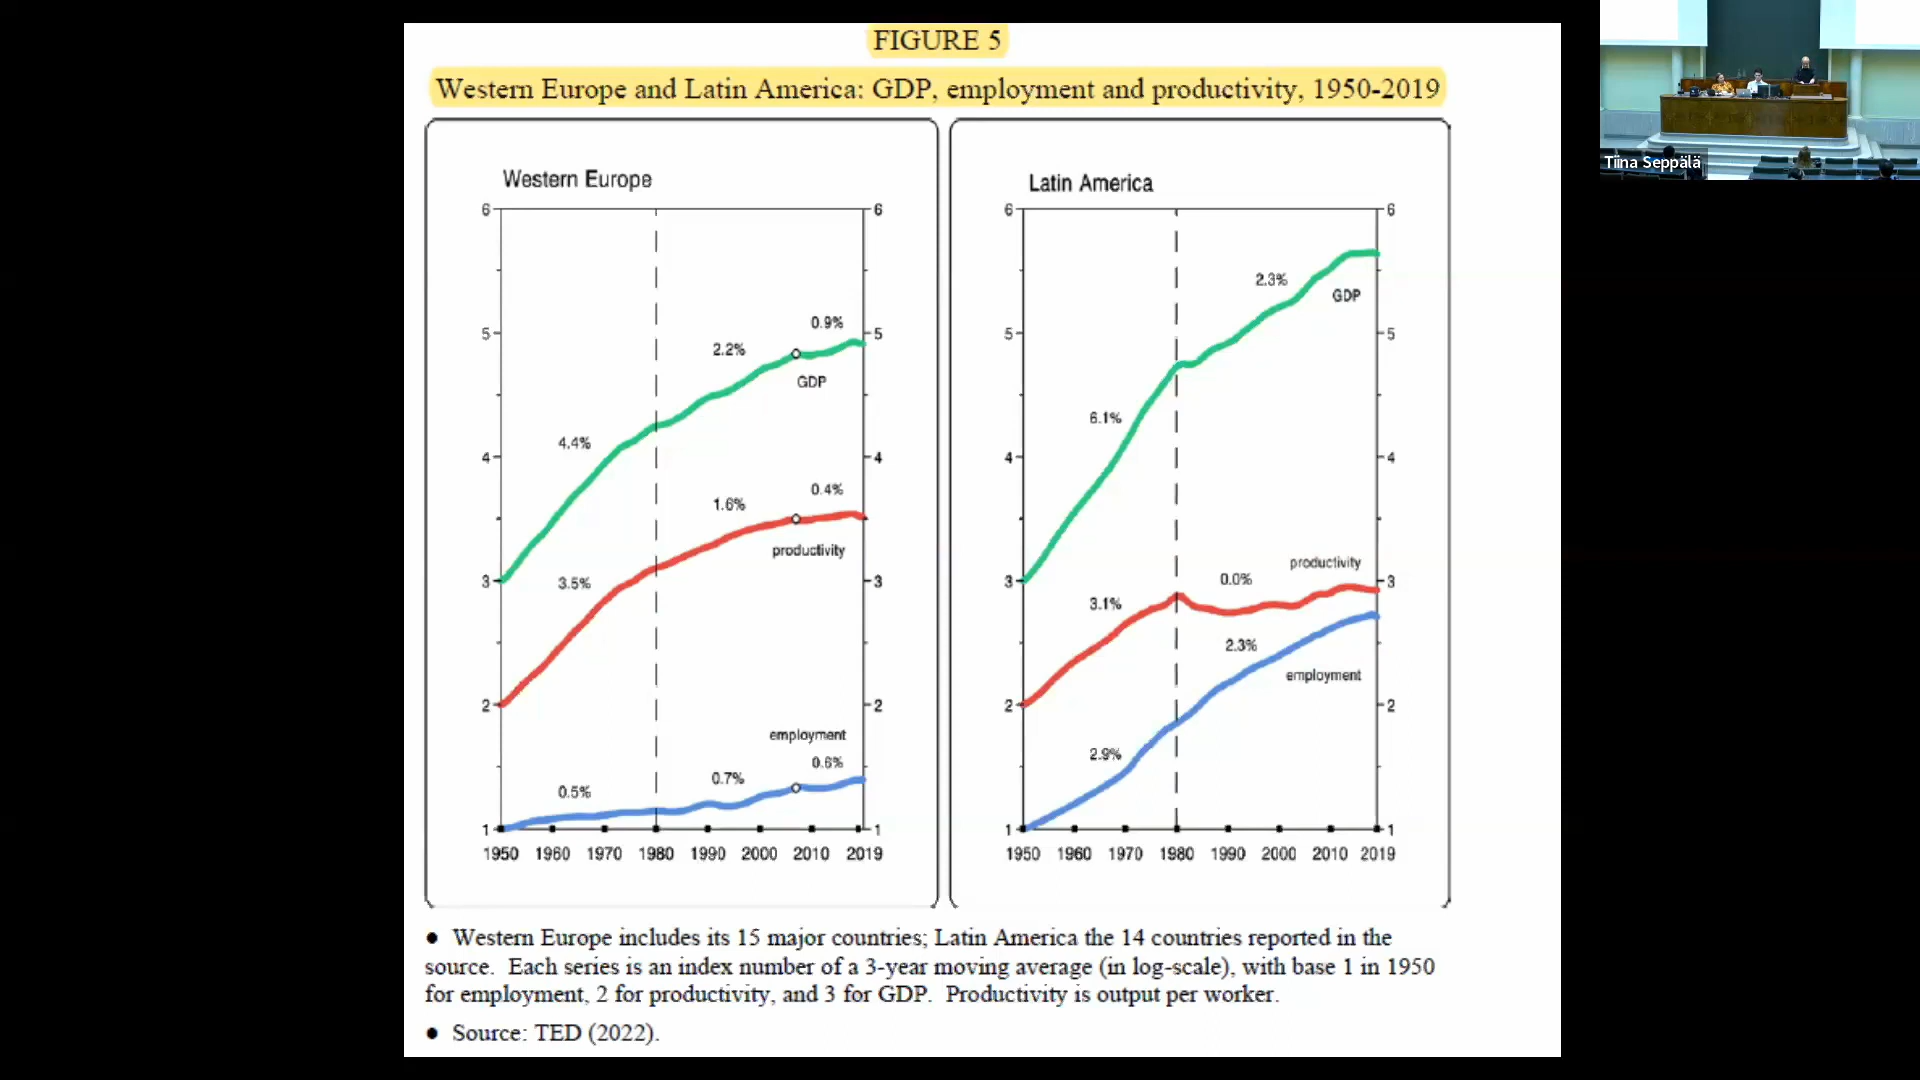 FIGURE 5
Western Europe and Latin America: GDP, employment and productivity, 1950-2019
Western Europe
6
6
5
5
4
4
3
3
2
2
1
1
0.9%
2.2%
GDP
4.4%
0.4%
1.6%
productivity
3.5%
employment
0.6%
0.7%
0.5%
1950 1960 1970 1980 1990 2000 2010 2019
Latin America
6
6
5
5
4
4
3
3
2
2
1
1
2.3%
GDP
6.1%
productivity
0.0%
3.1%
2.3%
employment
2.9%
1950 1960 1970 1980 1990 2000 2010 2019
● Western Europe includes its 15 major countries; Latin America the 14 countries reported in the
source. Each series is an index number of a 3-year moving average (in log-scale), with base 1 in 1950
for employment, 2 for productivity, and 3 for GDP. Productivity is output per worker.
● Source: TED (2022).
Tiina Seppälä